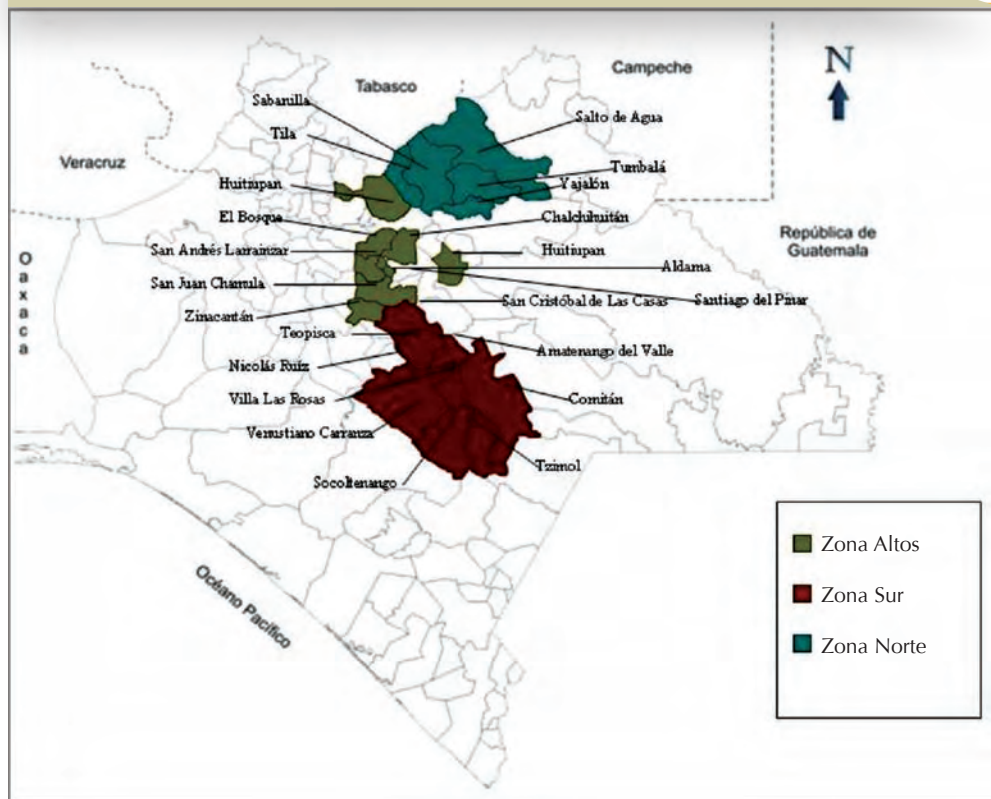 Campeche
N
Tabasco
Sabanilla
Salto de Agua
Tila
Veracruz
Tumbalá
Huitiupan
Yajalón
El Bosque
Chalchihuitán
República de
Guatemala
San Andrés Larrainzar
Huitiupan
Aldama
Oaxaca
San Juan Chamula
San Cristóbal de Las Casas
Santiago del Pinar
Zinacantán
Teopisca
Amatenango del Valle
Nicolás Ruíz
Villa Las Rosas
Comitán
Venustiano Carranza
Tzimol
Socoltenango
Océano Pacífico
Zona Altos
Zona Sur
Zona Norte